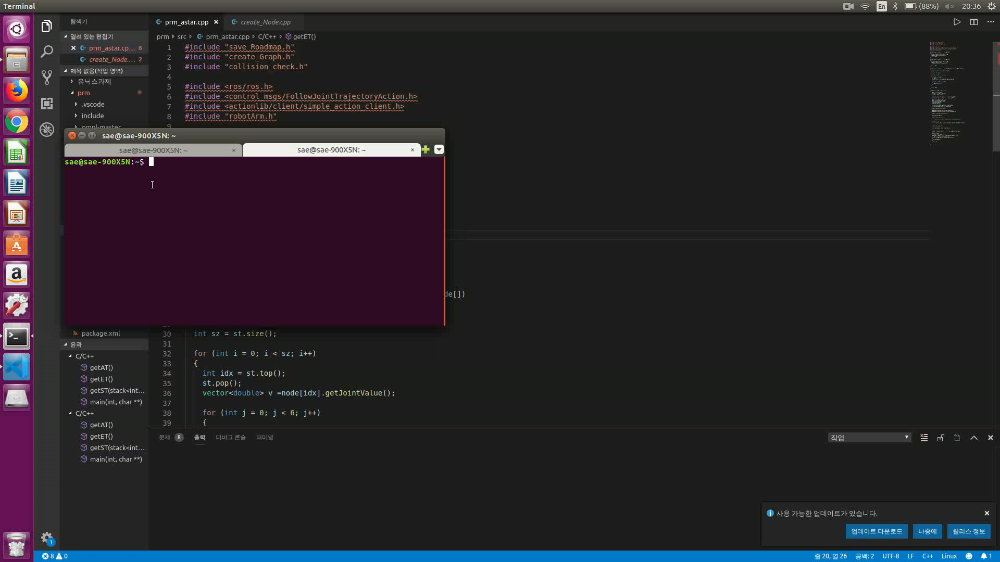 Terminal
En
(88%)
20:36
탐색기
prm_astar.cpp
create_Node.cpp
열려 있는 편집기
prm_astar.cp... 6
create_Node.... 2
제목 없음(작업 영역)
유닉스과제
prm
.vscode
include
ompl-master
prm
src
prm_astar.cpp
C/C++
getET()
1 #include "save_Roadmap.h"
2 #include "create_Graph.h"
3 #include "collision_check.h"
4
5 #include <ros/ros.h>
6 #include <control_msgs/FollowJointTrajectoryAction.h>
7 #include <actionlib/client/simple_action_client.h>
8 #include "robotArm.h"
9
sae@sae-900X5N: ~
sae@sae-900X5N: ~
sae@sae-900X5N: ~
sae@sae-900X5N:~$
de[])
package.xml
윤곽
C/C++
getAT()
getET()
getST(stack<int...
main(int, char **)
C/C++
getAT()
getET()
getST(stack<int...
main(int, char **)
30 int sz = st.size();
31
32 for (int i = 0; i < sz; i++)
33 {
34 int idx = st.top();
35 st.pop();
36 vector<double> v =node[idx].getJointValue();
37
38 for (int j = 0; j < 6; j++)
39 {
문제 8 출력 디버그 콘솔 터미널
작업
사용 가능한 업데이트가 있습니다.
업데이트 다운로드 나중에 릴리스 정보
1
8 0
줄 20, 열 26 공백: 2 UTF-8 LF C++ Linux 1